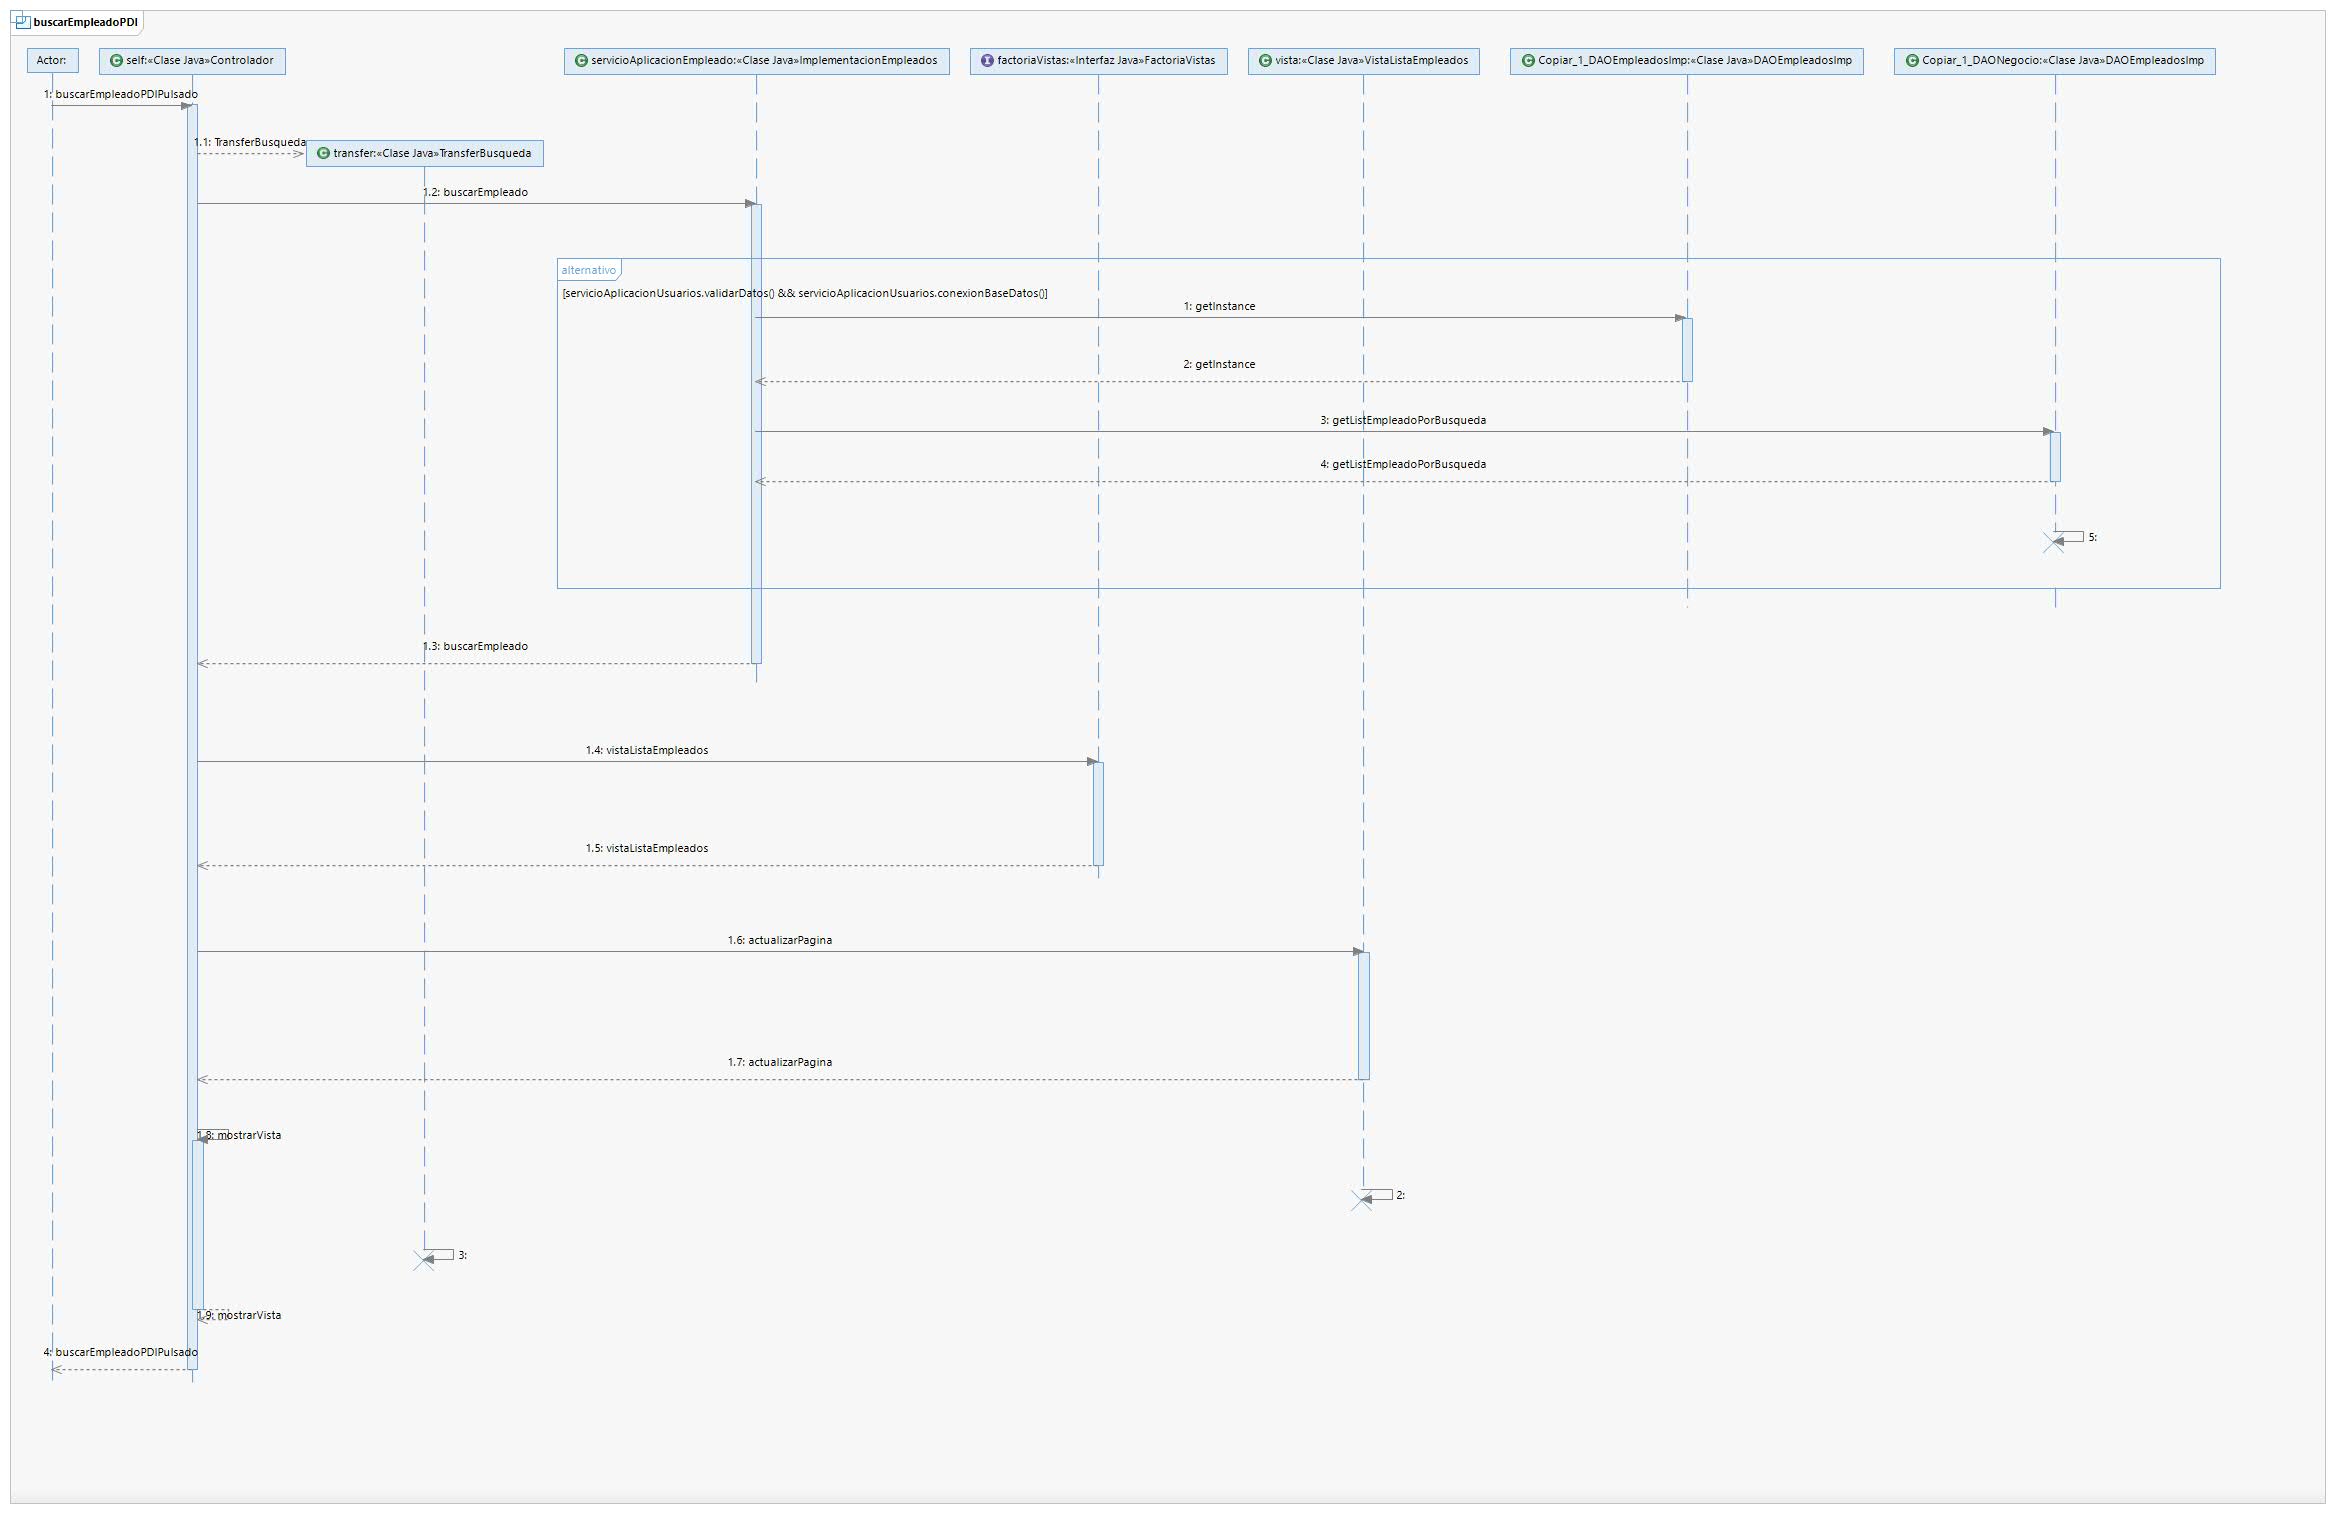 buscarEmpleadoPDI
Actor:
self:«Clase Java»Controlador
servicioAplicacionEmpleado:«Clase Java»ImplementacionEmpleados
factoriaVistas:«Interfaz Java»FactoriaVistas
vista:«Clase Java»VistaListaEmpleados
Copiar_1_DAOEmpleadosImp:«Clase Java»DAOEmpleadosImp
Copiar_1_DAONegocio:«Clase Java»DAOEmpleadosImp
1: buscarEmpleadoPDIPulsado
1.1: TransferBusqueda
transfer:«Clase Java»TransferBusqueda
1.2: buscarEmpleado
alternativo
[servicioAplicacionUsuarios.validarDatos() && servicioAplicacionUsuarios.conexionBaseDatos()]
1: getInstance
2: getInstance
3: getListEmpleadoPorBusqueda
4: getListEmpleadoPorBusqueda
5:
1.3: buscarEmpleado
1.4: vistaListaEmpleados
1.5: vistaListaEmpleados
1.6: actualizarPagina
1.7: actualizarPagina
1.8: mostrarVista
2:
3:
1.9: mostrarVista
4: buscarEmpleadoPDIPulsado